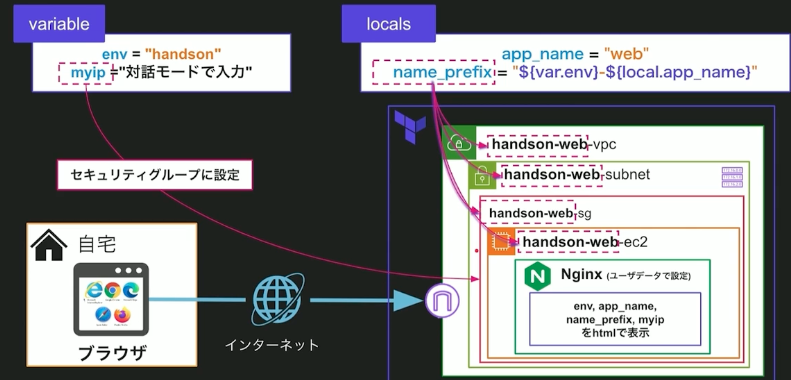 variable
env = "handson"
myip ="対話モードで入力"
locals
app_name = "web"
name_prefix = "${var.env}-${local.app_name}"
セキュリティグループに設定
handson-web-vpc
handson-web-subnet
handson-web-sg
handson-web-ec2
Nginx (ユーザデータで設定)
env, app_name,
name_prefix, myip
をhtmlで表示
自宅
ブラウザ
インターネット